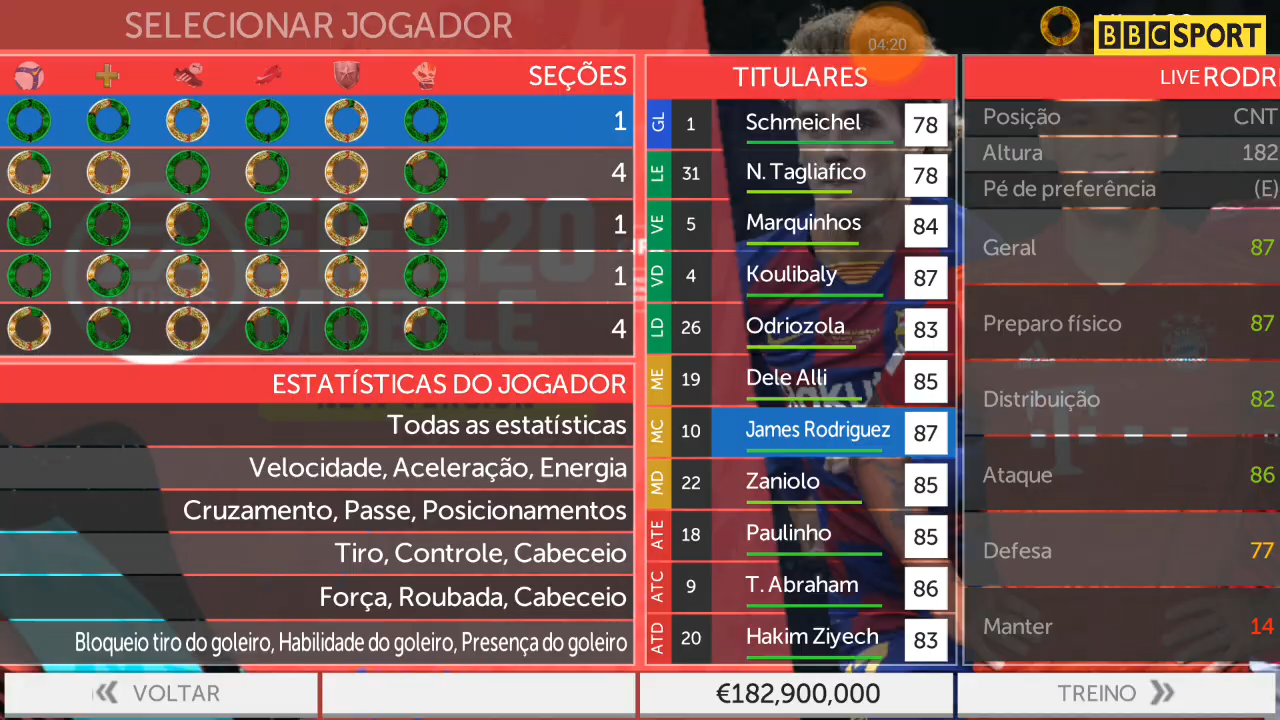 SELECIONAR JOGADOR
04:20
BBC SPORT
SEÇÕES
1
4
1
1
4
ESTATÍSTICAS DO JOGADOR
Todas as estatísticas
Velocidade, Aceleração, Energia
Cruzamento, Passe, Posicionamentos
Tiro, Controle, Cabeceio
Força, Roubada, Cabeceio
Bloqueio tiro do goleiro, Habilidade do goleiro, Presença do goleiro
TITULARES
GL 1 Schmeichel 78
LE 31 N. Tagliafico 78
VE 5 Marquinhos 84
VD 4 Koulibaly 87
LD 26 Odriozola 83
ME 19 Dele Alli 85
MC 10 James Rodriguez 87
MD 22 Zaniolo 85
ATE 18 Paulinho 85
ATC 9 T. Abraham 86
ATD 20 Hakim Ziyech 83
LIVE RODR
Posição CNT
Altura 182
Pé de preferência (E)
Geral 87
Preparo físico 87
Distribuição 82
Ataque 86
Defesa 77
Manter 14
VOLTAR
€182,900,000
TREINO